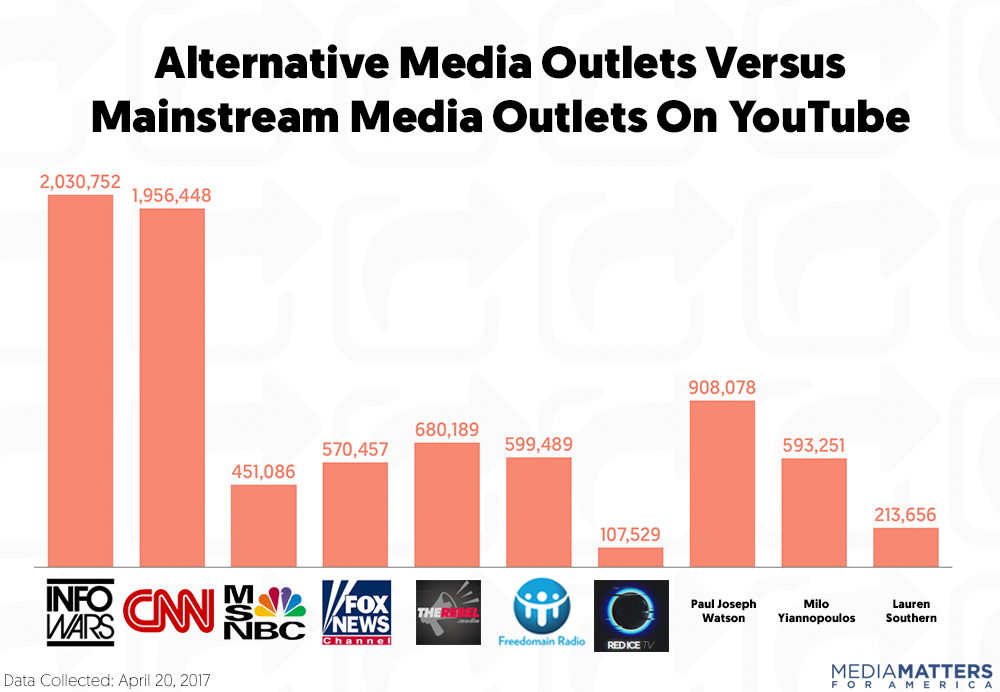 Alternative Media Outlets Versus
Mainstream Media Outlets On YouTube
2,030,752
1,956,448
451,086
570,457
680,189
599,489
107,529
908,078
593,251
213,656
INFO
WARS
CNN
M
S
NBC
FOX
NEWS
Channel
THE REBEL
.media
Freedomain Radio
RED ICE TV
Paul Joseph
Watson
Milo
Yiannopoulos
Lauren
Southern
Data Collected: April 20, 2017
MEDIAMATTERS
FOR AMERICA